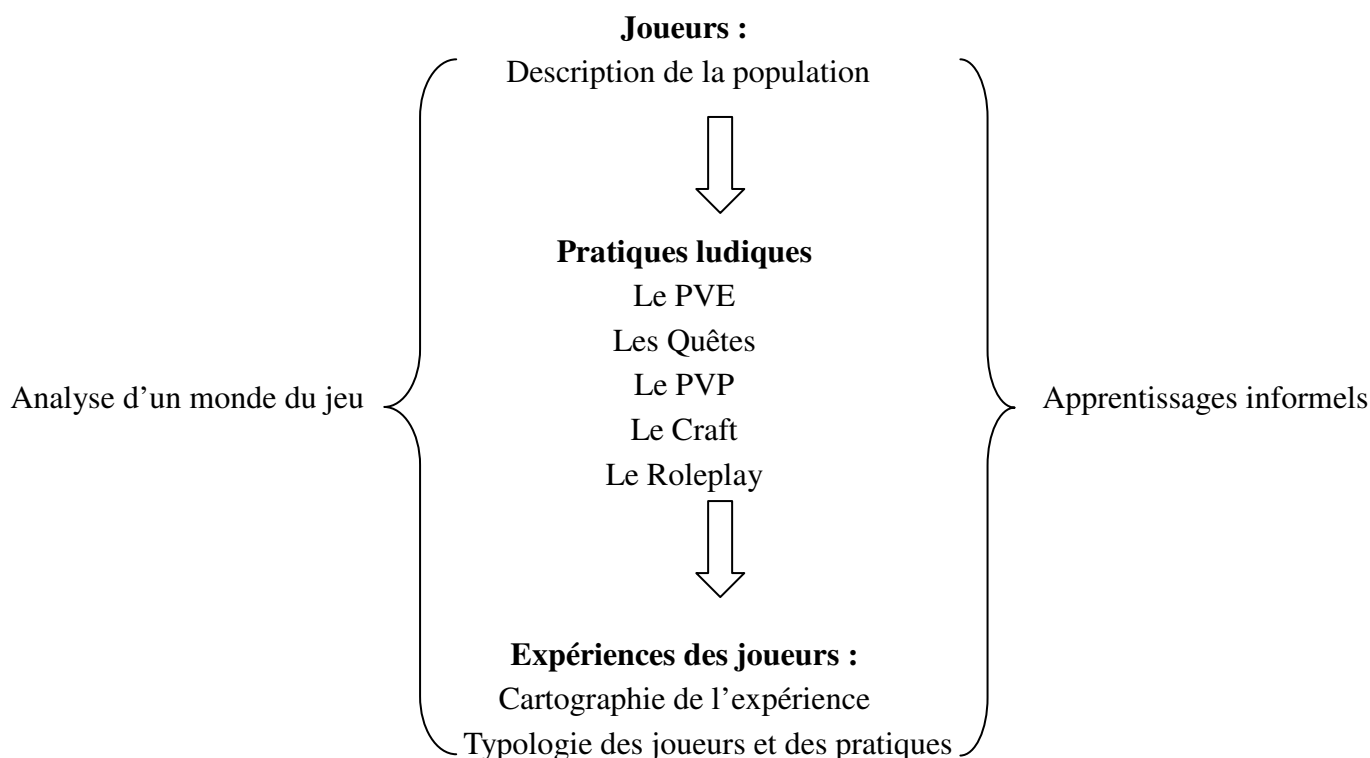 Joueurs :
Description de la population
Pratiques ludiques
Le PVE
Les Quêtes
Le PVP
Le Craft
Le Roleplay
Analyse d’un monde du jeu
Apprentissages informels
Expériences des joueurs :
Cartographie de l’expérience
Typologie des joueurs et des pratiques